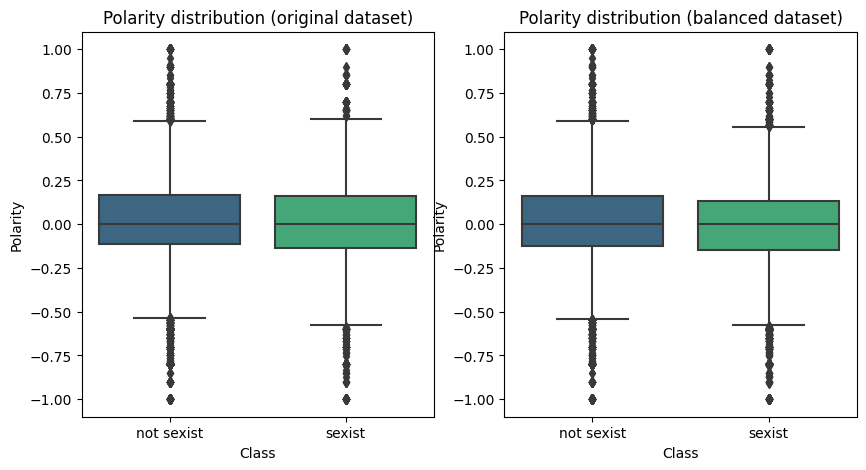 Polarity distribution (original dataset)
1.00
0.75
0.50
0.25
0.00
−0.25
−0.50
−0.75
−1.00
Polarity
not sexist
sexist
Class
Polarity distribution (balanced dataset)
1.00
0.75
0.50
0.25
0.00
−0.25
−0.50
−0.75
−1.00
Polarity
not sexist
sexist
Class